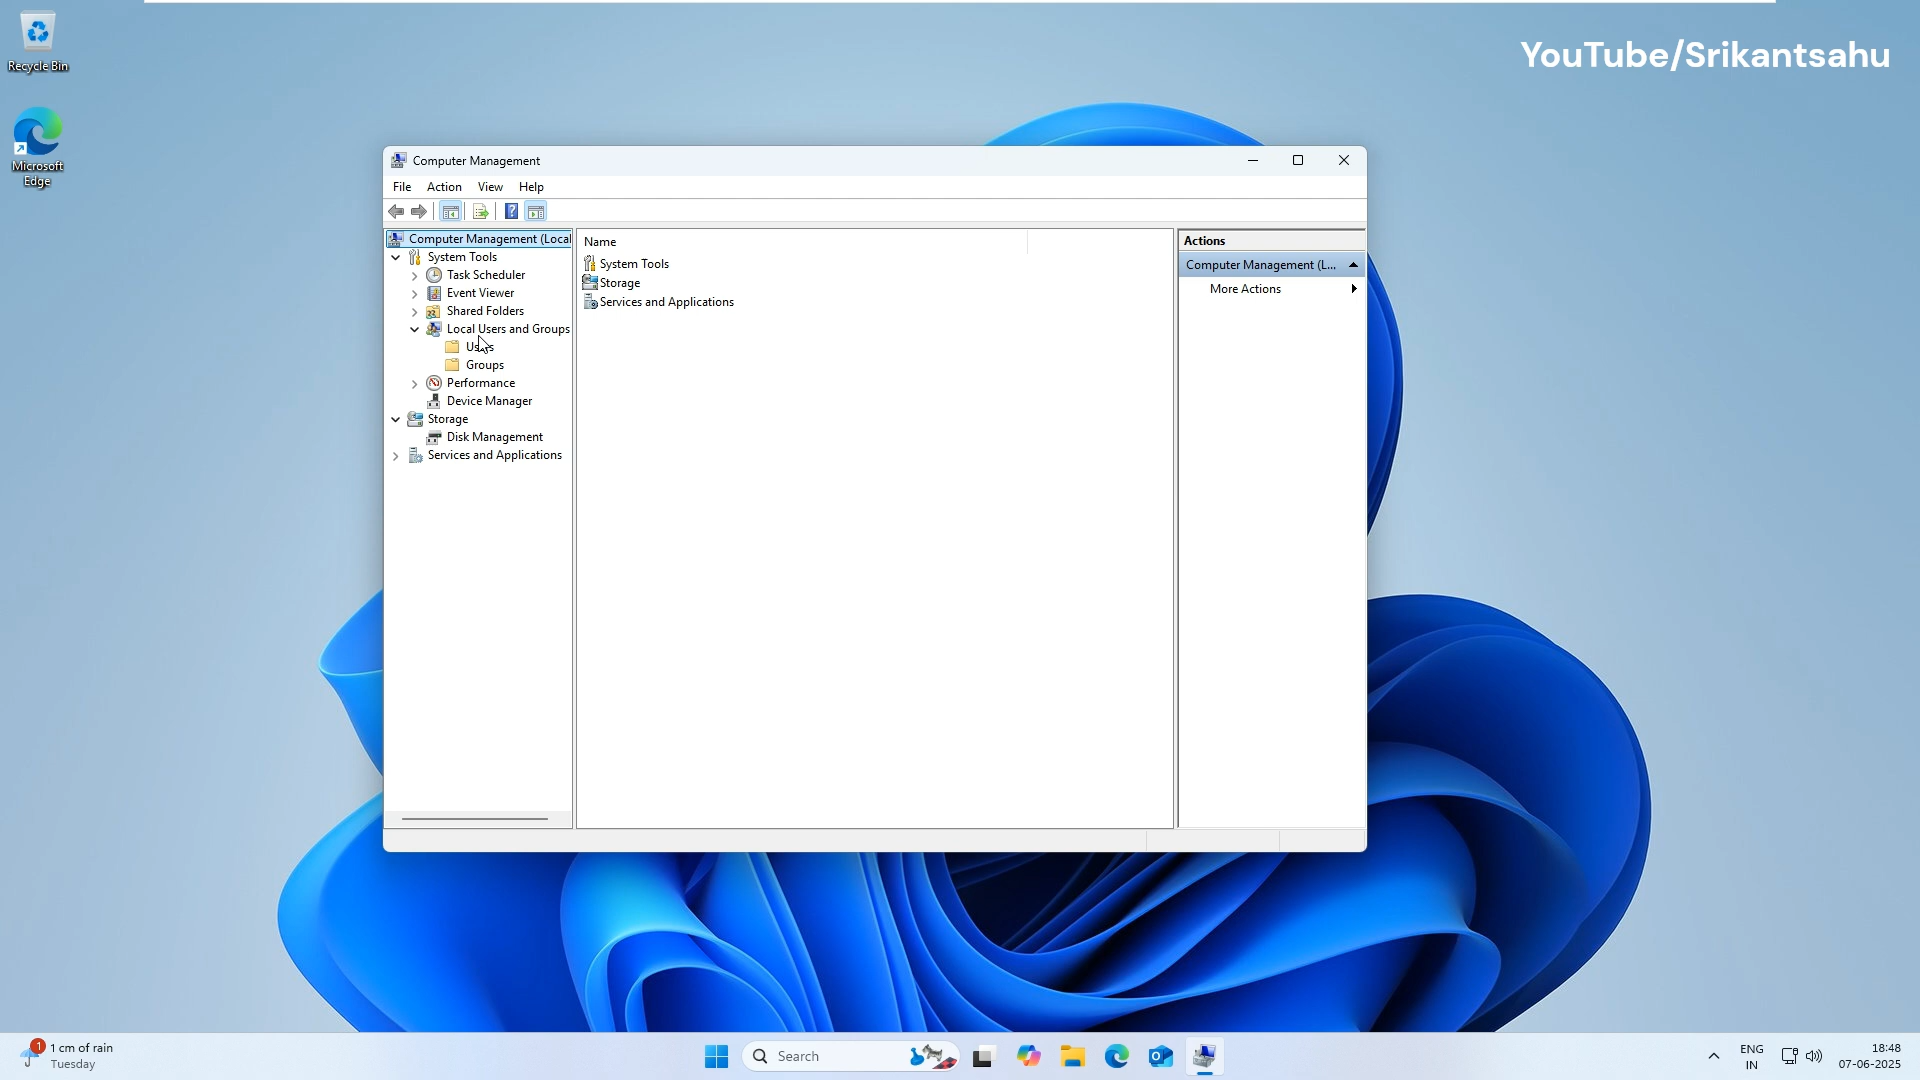 Recycle Bin
Microsoft
Edge
YouTube/Srikantsahu
Computer Management
File Action View Help
Computer Management (Local
System Tools
Task Scheduler
Event Viewer
Shared Folders
Local Users and Groups
Users
Groups
Performance
Device Manager
Storage
Disk Management
Services and Applications
Name
System Tools
Storage
Services and Applications
Actions
Computer Management (L...
More Actions
1
1 cm of rain
Tuesday
Search
ENG
IN
18:48
07-06-2025